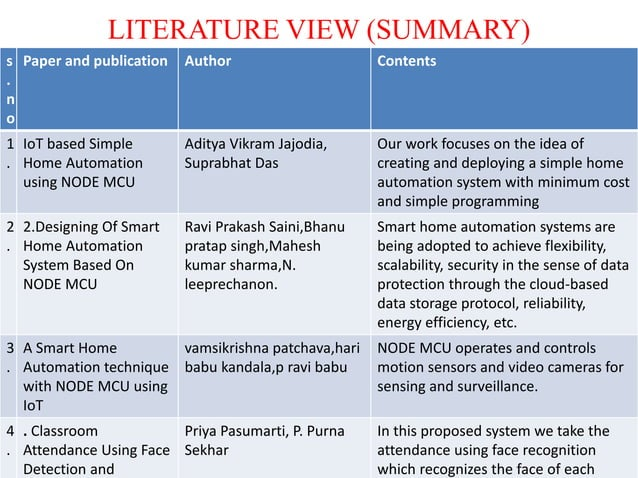 LITERATURE VIEW (SUMMARY)
s
.
n
o
Paper and publication
Author
Contents
1
.
IoT based Simple
Home Automation
using NODE MCU
Aditya Vikram Jajodia,
Suprabhat Das
Our work focuses on the idea of
creating and deploying a simple home
automation system with minimum cost
and simple programming
2
.
2.Designing Of Smart
Home Automation
System Based On
NODE MCU
Ravi Prakash Saini,Bhanu
pratap singh,Mahesh
kumar sharma,N.
leeprechanon.
Smart home automation systems are
being adopted to achieve flexibility,
scalability, security in the sense of data
protection through the cloud-based
data storage protocol, reliability,
energy efficiency, etc.
3
.
A Smart Home
Automation technique
with NODE MCU using
IoT
vamsikrishna patchava,hari
babu kandala,p ravi babu
NODE MCU operates and controls
motion sensors and video cameras for
sensing and surveillance.
4
.
. Classroom
Attendance Using Face
Detection and
Priya Pasumarti, P. Purna
Sekhar
In this proposed system we take the
attendance using face recognition
which recognizes the face of each